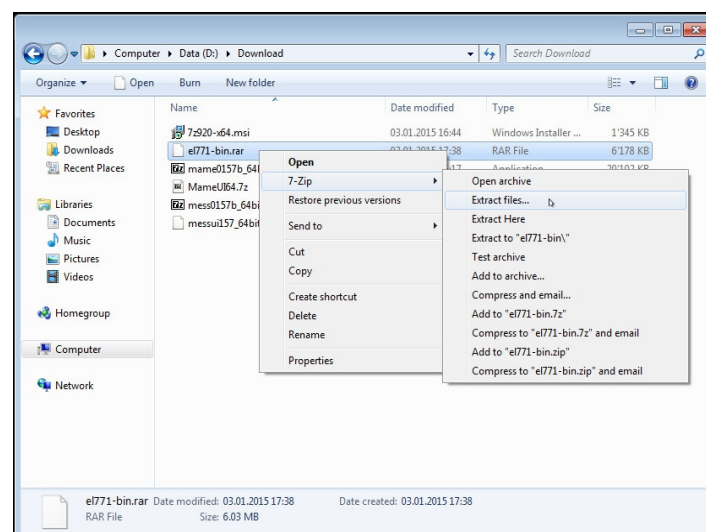 Computer ▸ Data (D:) ▸ Download
Search Download
Organize
Open
Burn
New folder
Favorites
Desktop
Downloads
Recent Places
Libraries
Documents
Music
Pictures
Videos
Homegroup
Computer
Network
Name Date modified Type Size
7z920-x64.msi 03.01.2015 16:44 Windows Installer ... 1'345 KB
el771-bin.rar 03.01.2015 17:38 RAR File 6'178 KB
mame0157b_64
MameUI64.7z
mess0157b_64bi
messui157_64bit
Open
7-Zip
Restore previous versions
Send to
Cut
Copy
Create shortcut
Delete
Rename
Properties
Open archive
Extract files...
Extract Here
Extract to "el771-bin\"
Test archive
Add to archive...
Compress and email...
Add to "el771-bin.7z"
Compress to "el771-bin.7z" and email
Add to "el771-bin.zip"
Compress to "el771-bin.zip" and email
el771-bin.rar Date modified: 03.01.2015 17:38 Date created: 03.01.2015 17:38
RAR File Size: 6.03 MB